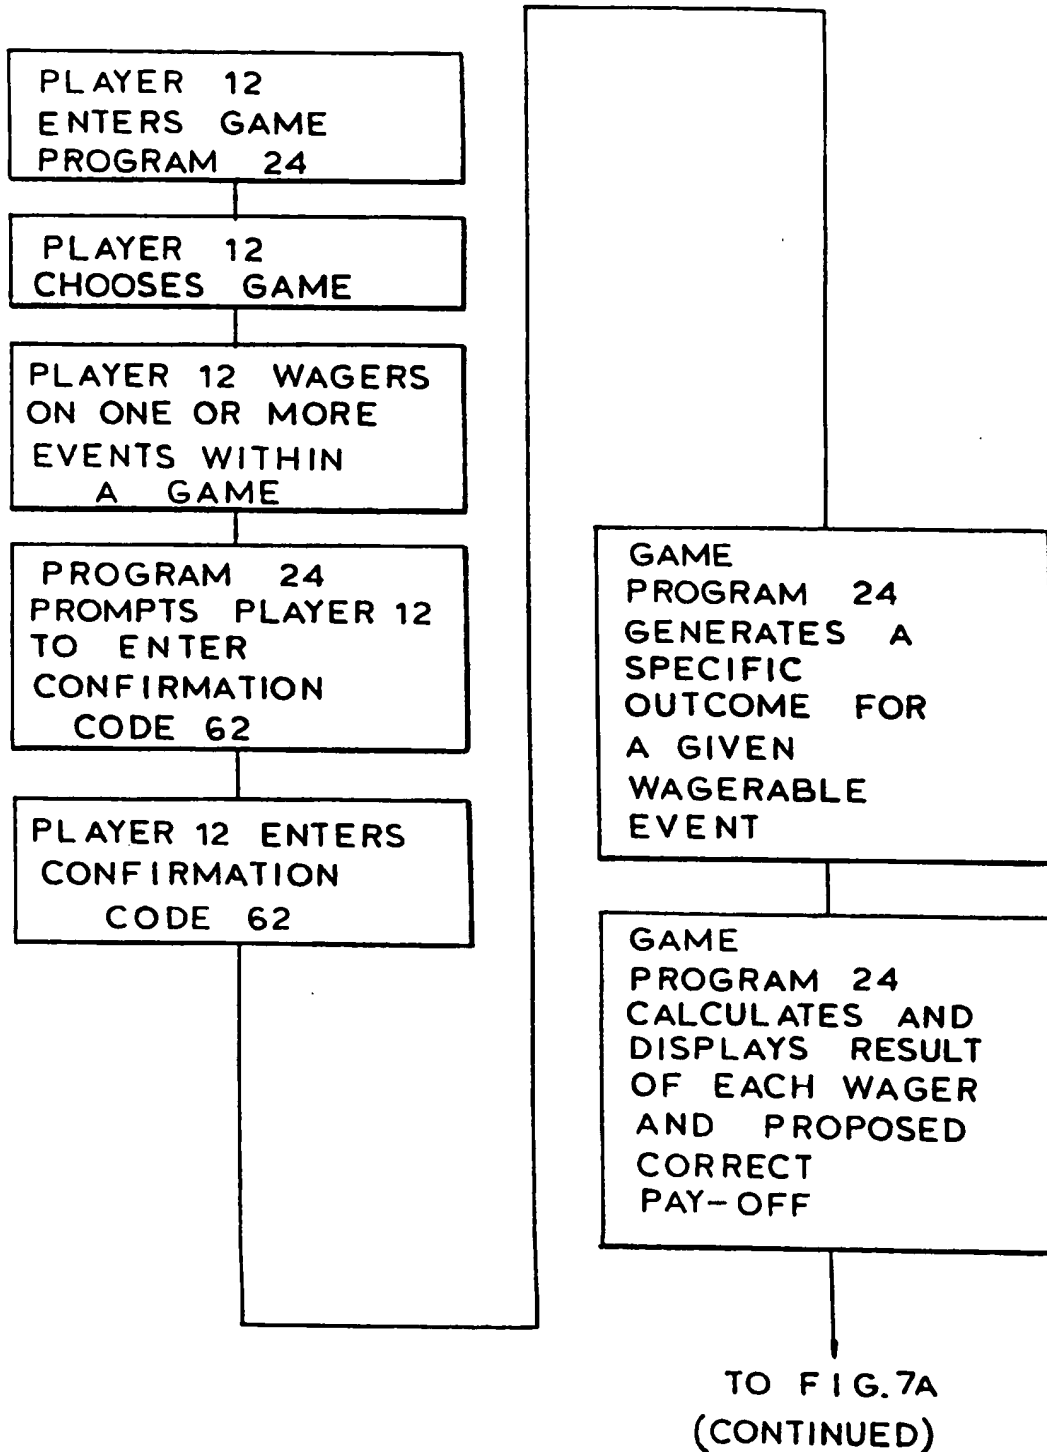 PLAYER 12
ENTERS GAME
PROGRAM 24
PLAYER 12
CHOOSES GAME
PLAYER 12 WAGERS
ON ONE OR MORE
EVENTS WITHIN
A GAME
PROGRAM 24
PROMPTS PLAYER 12
TO ENTER
CONFIRMATION
CODE 62
PLAYER 12 ENTERS
CONFIRMATION
CODE 62
GAME
PROGRAM 24
GENERATES A
SPECIFIC
OUTCOME FOR
A GIVEN
WAGERABLE
EVENT
GAME
PROGRAM 24
CALCULATES AND
DISPLAYS RESULT
OF EACH WAGER
AND PROPOSED
CORRECT
PAY-OFF
TO FIG. 7A
(CONTINUED)